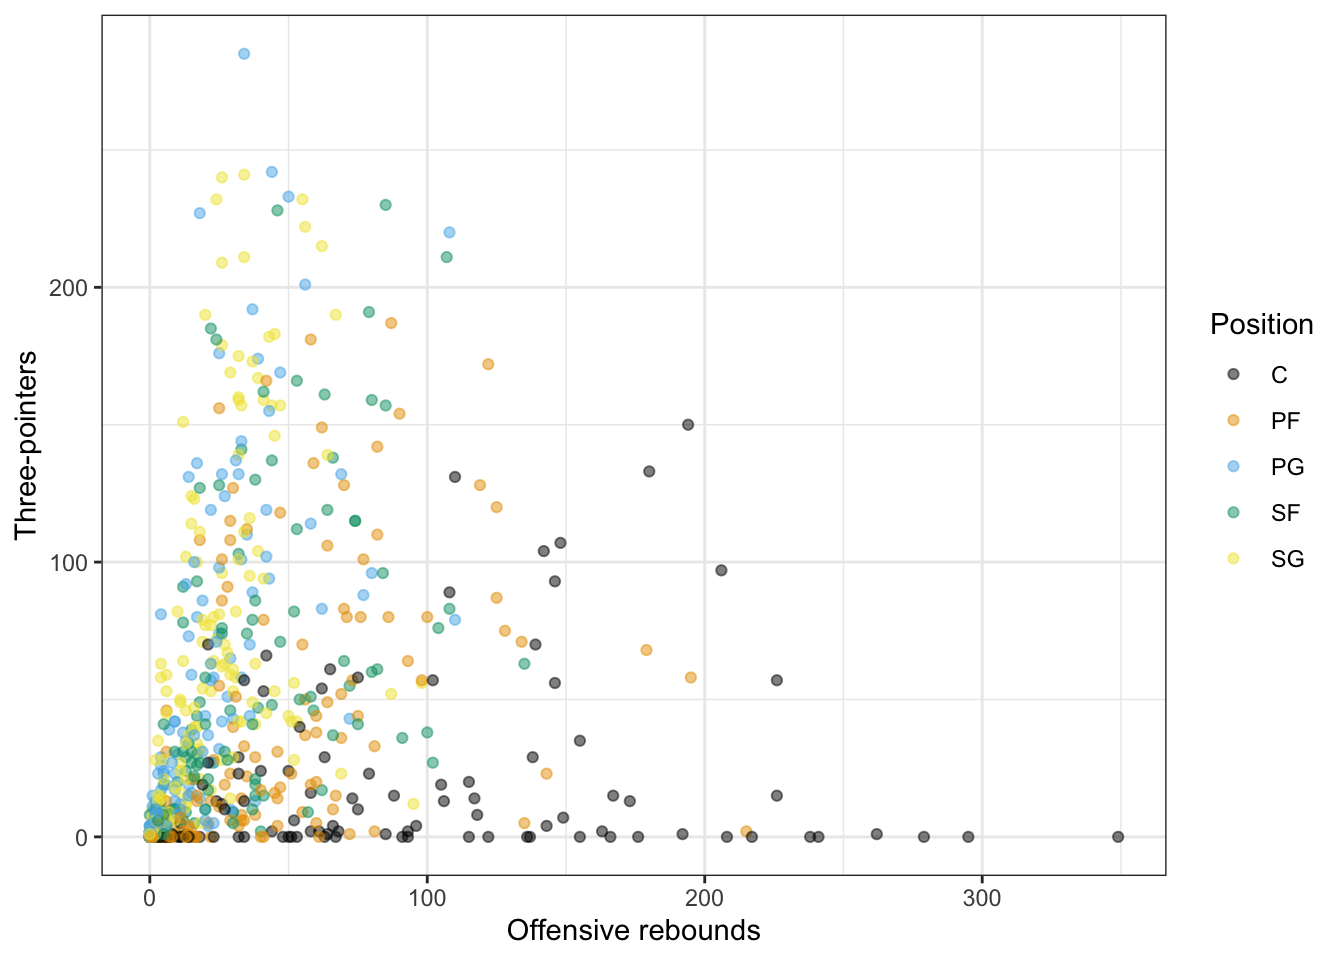 Three-pointers
200
100
0
0
100
200
300
Offensive rebounds
Position
C
PF
PG
SF
SG